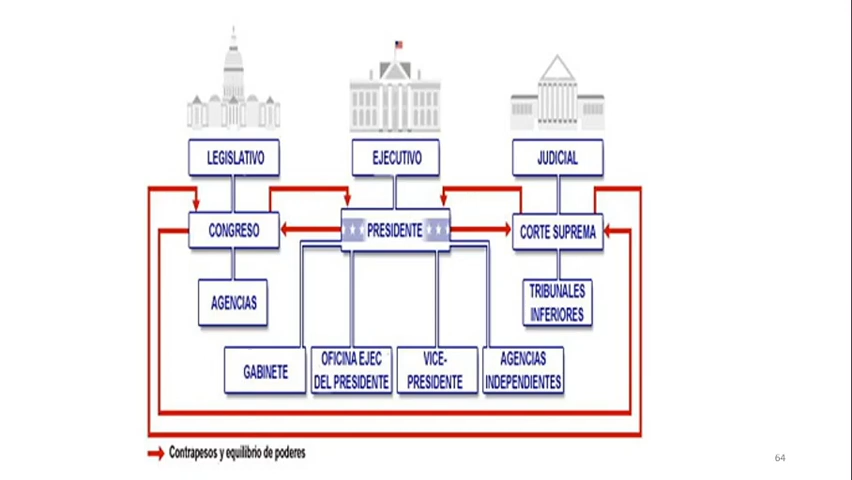 LEGISLATIVO
EJECUTIVO
JUDICIAL
CONGRESO
PRESIDENTE
CORTE SUPREMA
AGENCIAS
TRIBUNALES
INFERIORES
GABINETE
OFICINA EJEC
DEL PRESIDENTE
VICE-
PRESIDENTE
AGENCIAS
INDEPENDIENTES
Contrapesos y equilibrio de poderes
64